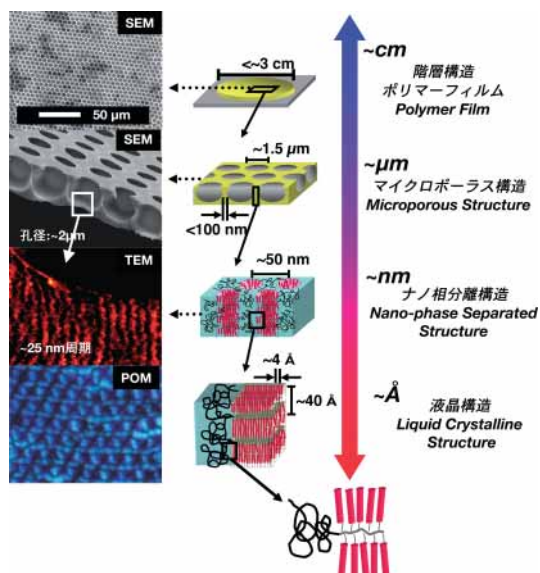 SEM
50 µm
SEM
孔径:~2µm
TEM
~25 nm周期
POM
<~3 cm
~1.5 µm
<100 nm
~50 nm
~4 Å
~40 Å
~cm
階層構造
ポリマーフィルム
Polymer Film
~µm
マイクロポーラス構造
Microporous Structure
~nm
ナノ相分離構造
Nano-phase Separated
Structure
~Å
液晶構造
Liquid Crystalline
Structure